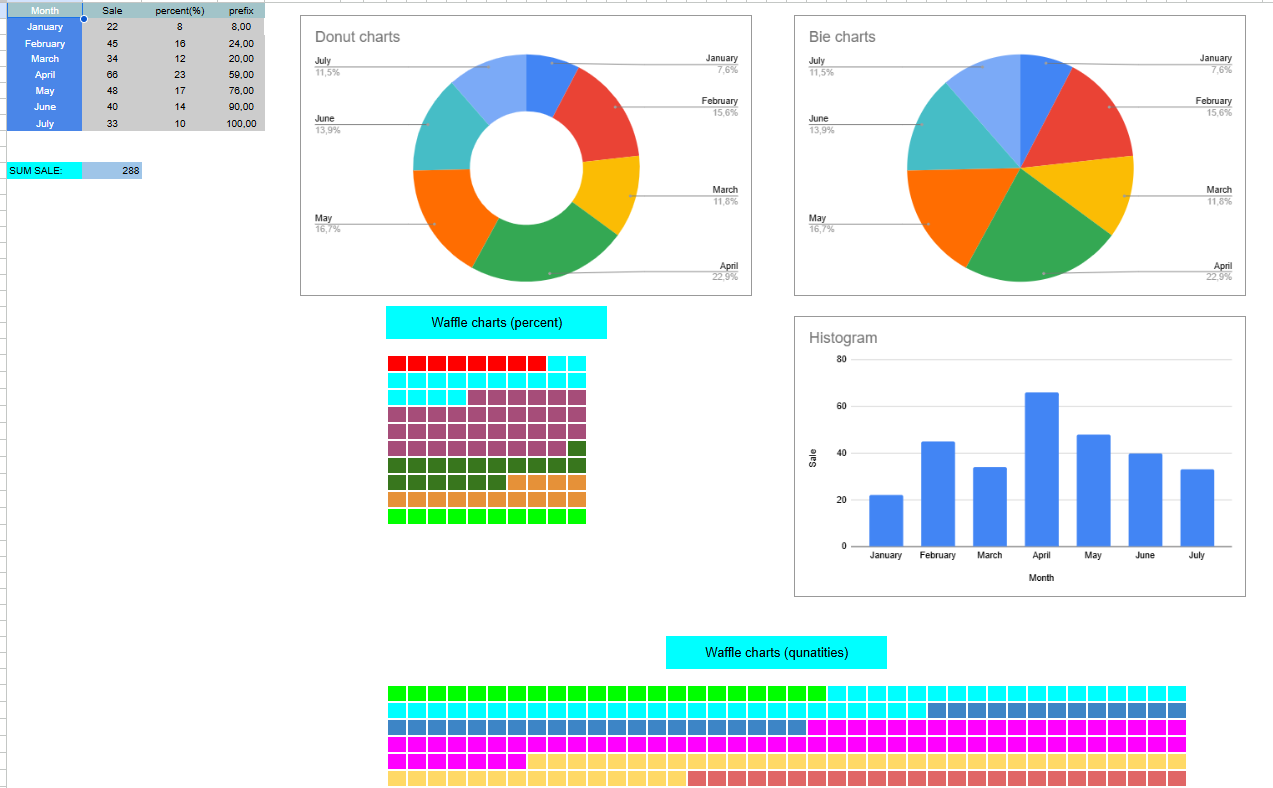 Month Sale percent(%) prefix
January 22 8 8,00
February 45 16 24,00
March 34 12 20,00
April 66 23 59,00
May 48 17 76,00
June 40 14 90,00
July 33 10 100,00
SUM SALE: 288
Donut charts
July
11,5%
January
7,6%
February
15,6%
June
13,9%
March
11,8%
May
16,7%
April
22,9%
Bie charts
July
11,5%
January
7,6%
February
15,6%
June
13,9%
March
11,8%
May
16,7%
April
22,9%
Waffle charts (percent)
Histogram
80
60
40
20
0
Sale
January February March April May June July
Month
Waffle charts (qunatities)